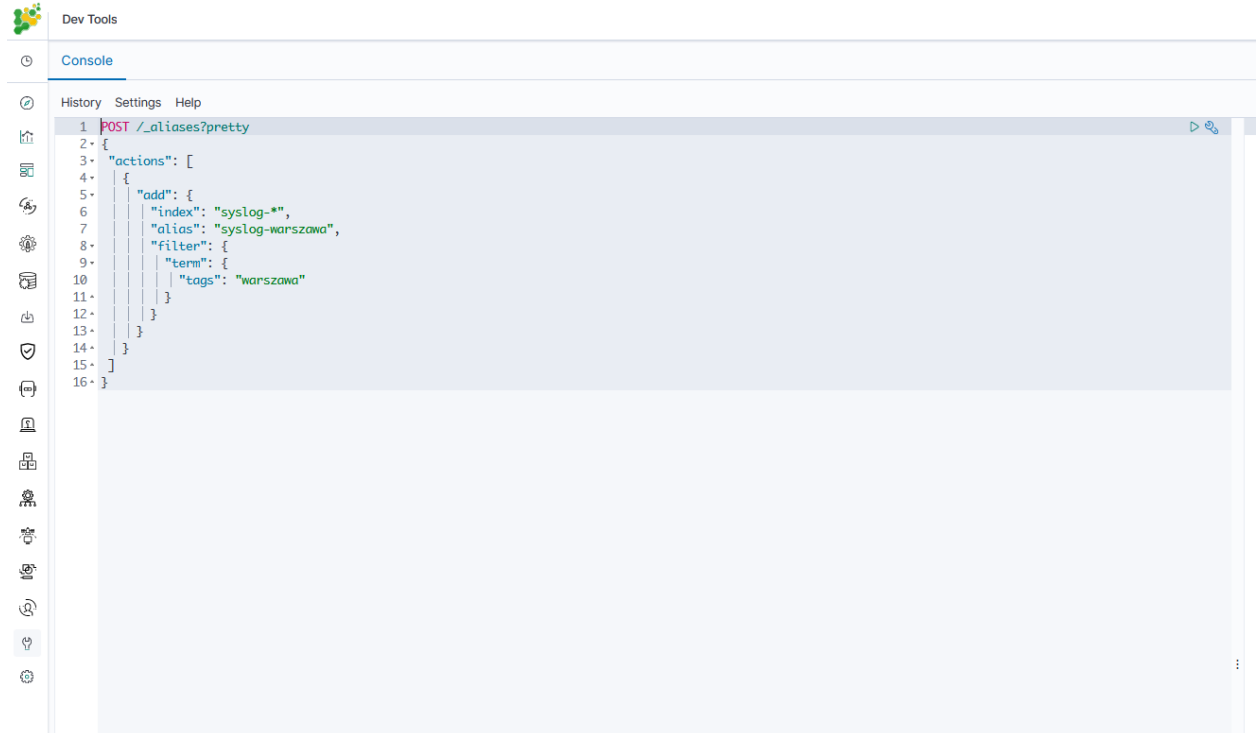 Dev Tools
Console
History Settings Help
1 POST /_aliases?pretty
2 {
3 "actions": [
4 {
5 "add": {
6 "index": "syslog-*",
7 "alias": "syslog-warszawa",
8 "filter": {
9 "term": {
10 "tags": "warszawa"
11 }
12 }
13 }
14 }
15 ]
16 }